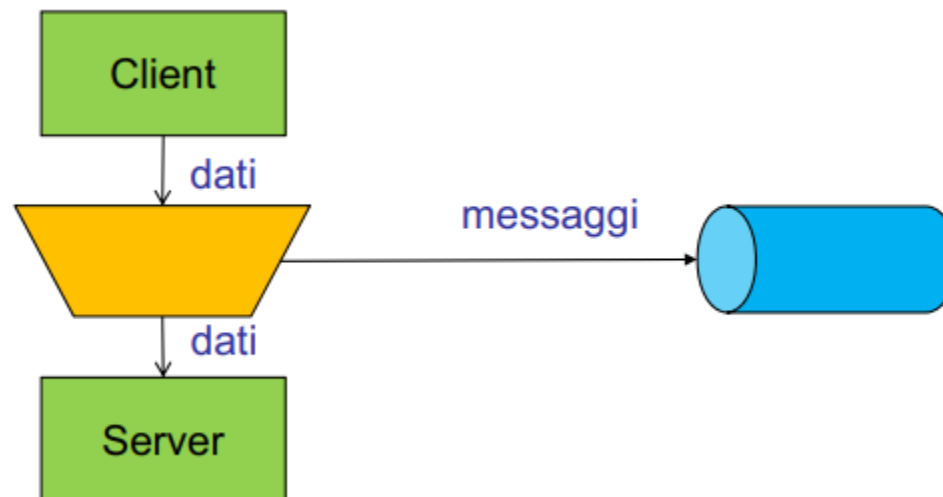 Client
dati
messaggi
dati
Server